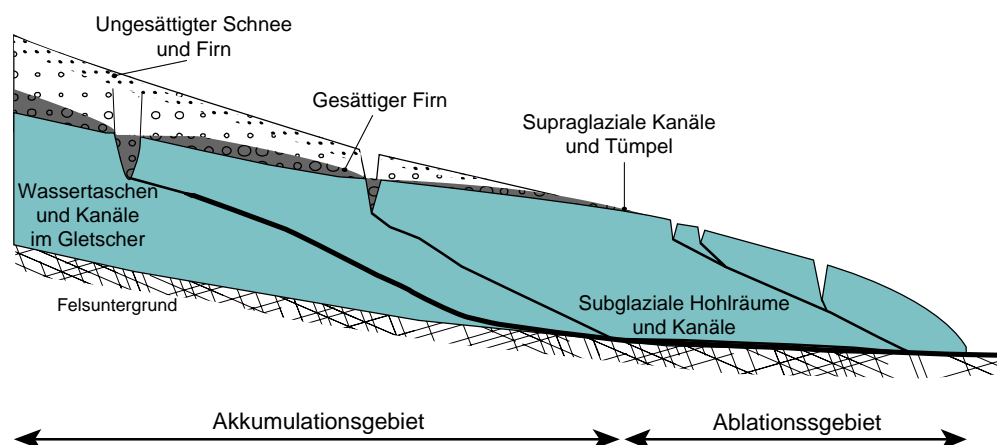 Ungesättigter Schnee
und Firn
Gesättiger Firn
Supraglaziale Kanäle
und Tümpel
Wassertaschen
und Kanäle
im Gletscher
Felsuntergrund
Subglaziale Hohlräume
und Kanäle
Akkumulationsgebiet
Ablationssgebiet